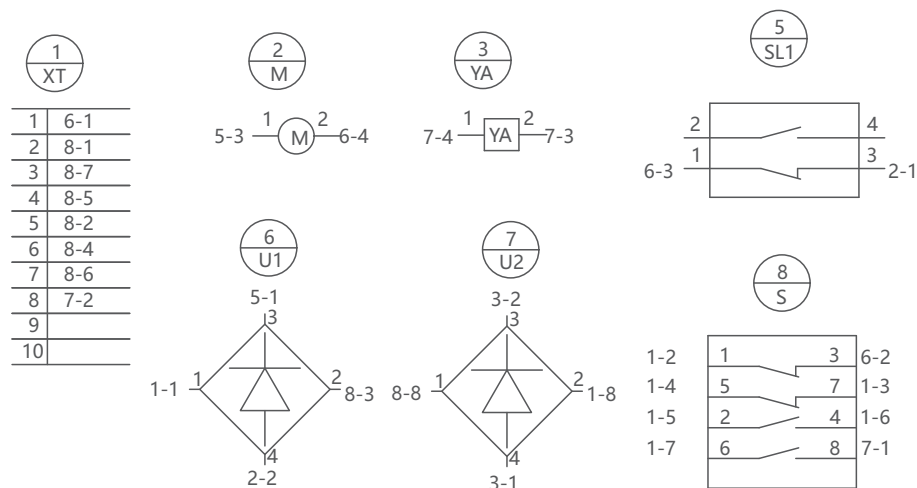 1
XT
1 6-1
2 8-1
3 8-7
4 8-5
5 8-2
6 8-4
7 8-6
8 7-2
9
10
2
M
5-3 1 M 2 6-4
3
YA
7-4 1 YA 2 7-3
5
SL1
2 4
6-3 1 3 2-1
6
U1
5-1
3
1-1 1 2 8-3
4
2-2
7
U2
3-2
3
8-8 1 2 1-8
4
3-1
8
S
1-2 1 3 6-2
1-4 5 7 1-3
1-5 2 4 1-6
1-7 6 8 7-1